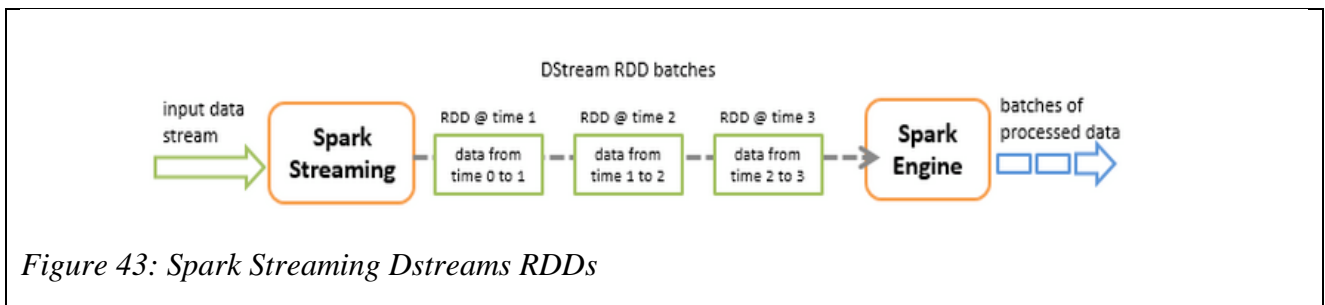 DStream RDD batches
input data
stream
Spark
Streaming
RDD @ time 1
data from
time 0 to 1
RDD @ time 2
data from
time 1 to 2
RDD @ time 3
data from
time 2 to 3
Spark
Engine
batches of
processed data
Figure 43: Spark Streaming Dstreams RDDs